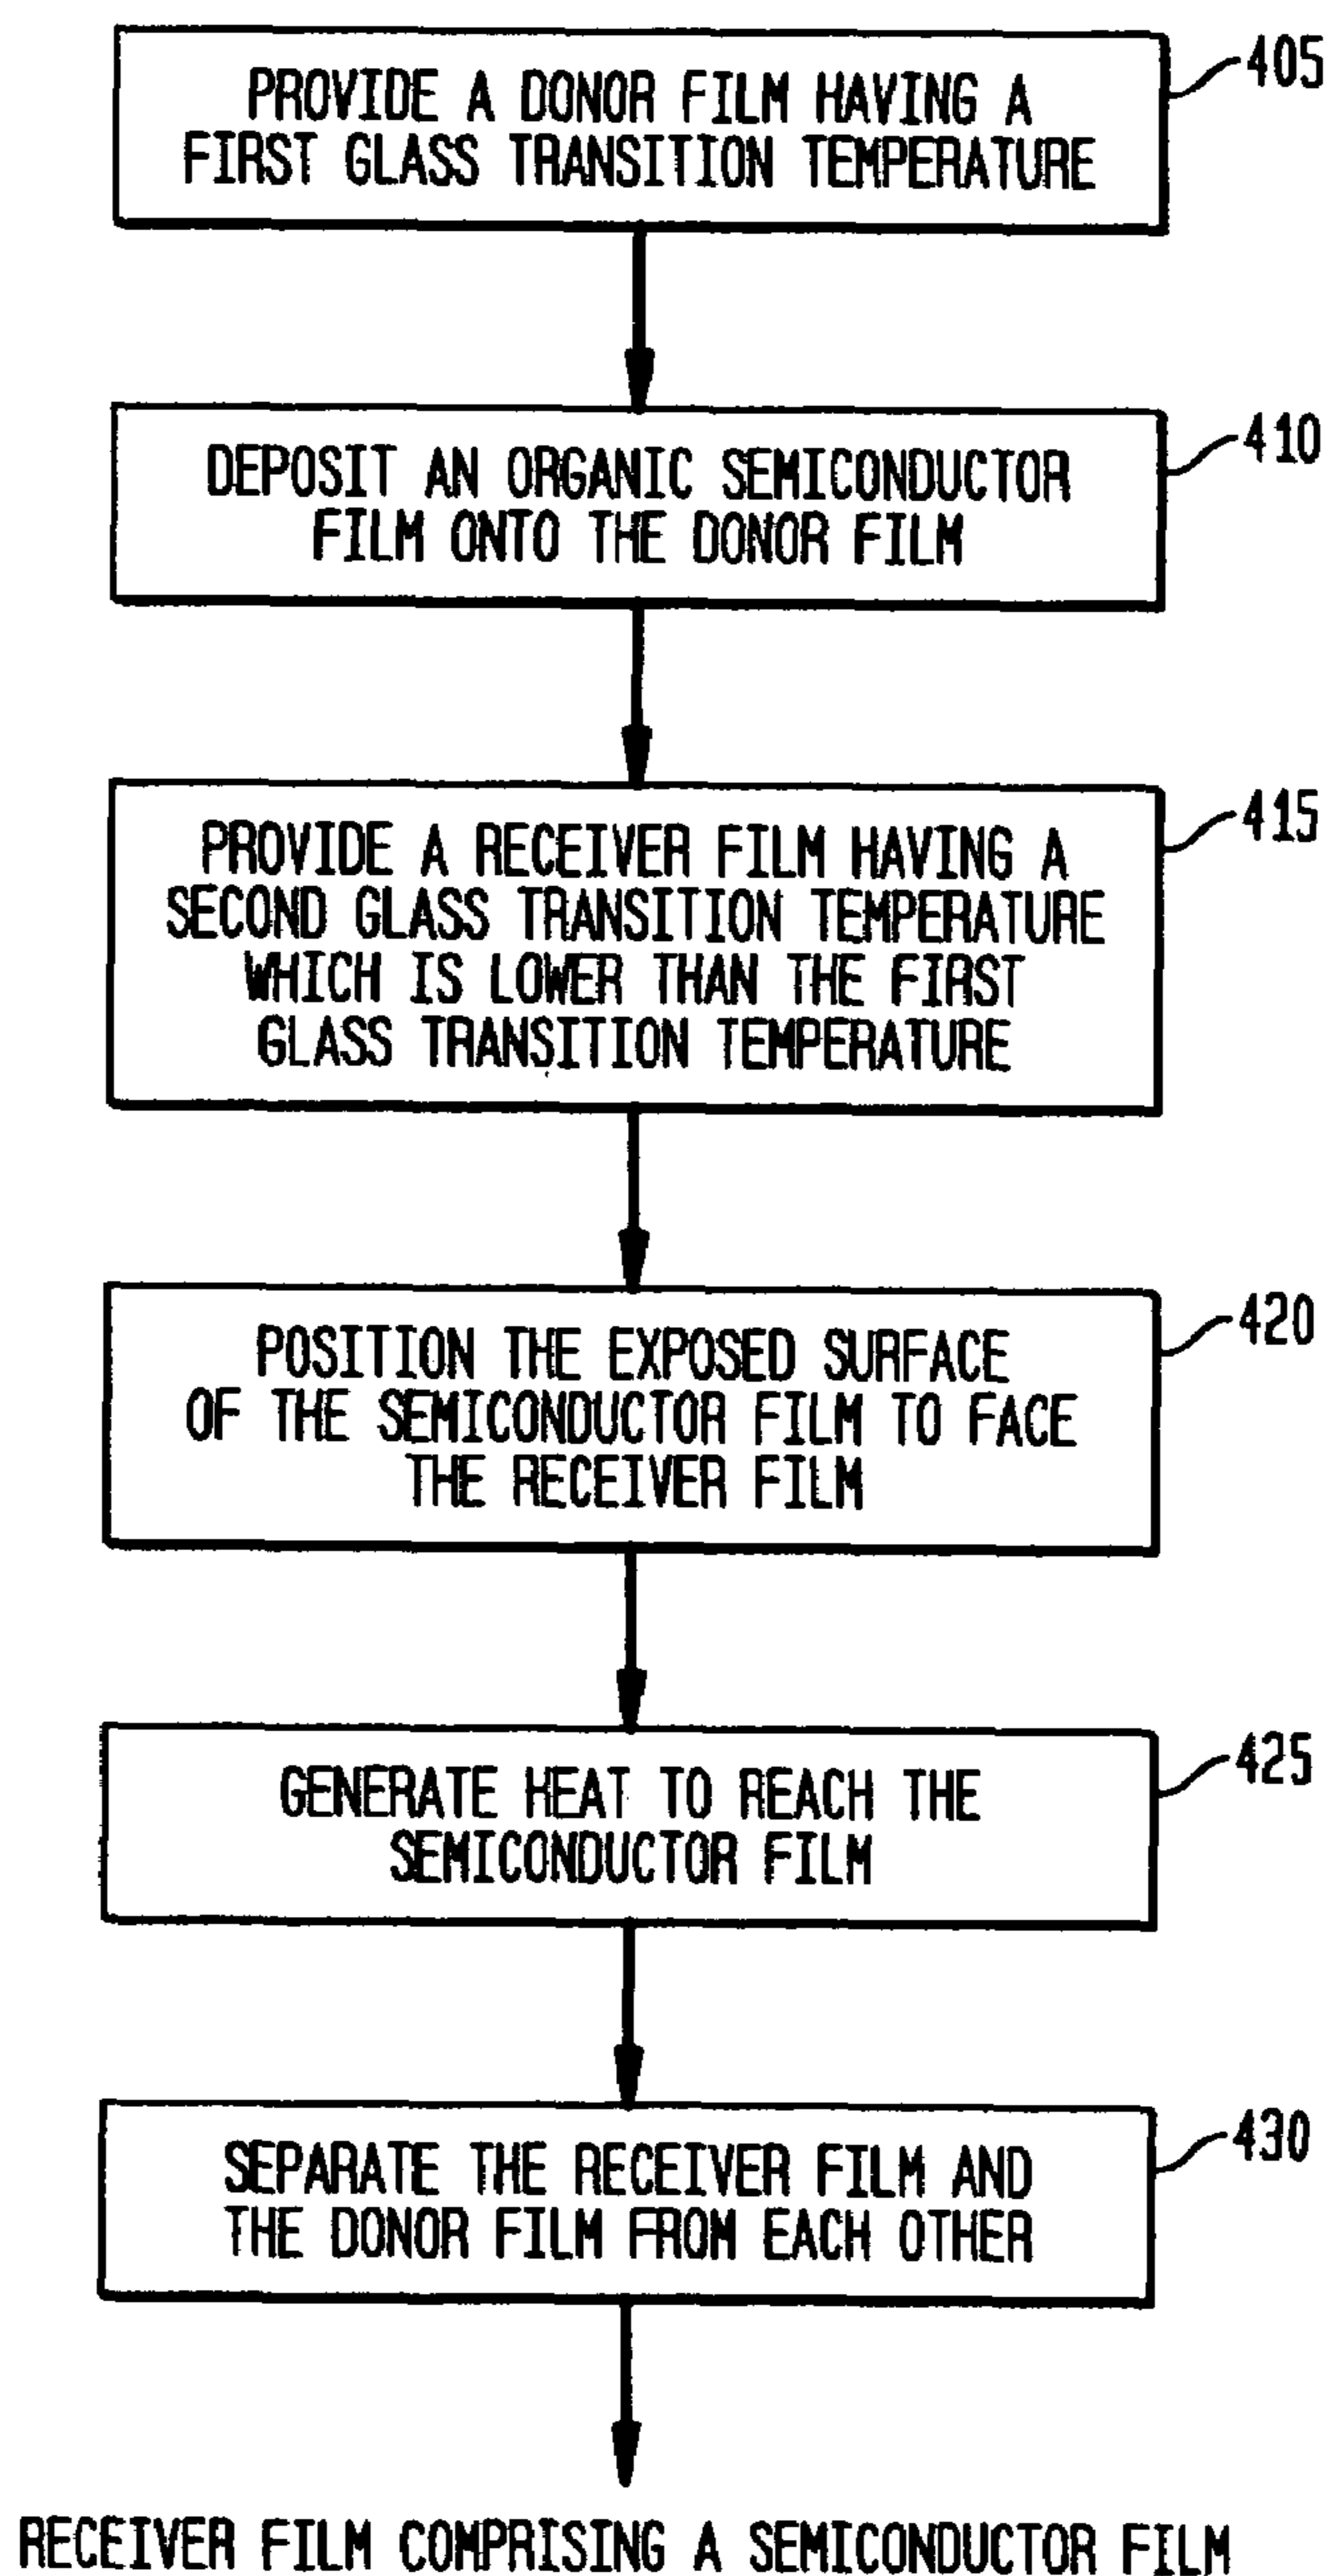 405
PROVIDE A DONOR FILM HAVING A
FIRST GLASS TRANSITION TEMPERATURE
410
DEPOSIT AN ORGANIC SEMICONDUCTOR
FILM ONTO THE DONOR FILM
415
PROVIDE A RECEIVER FILM HAVING A
SECOND GLASS TRANSITION TEMPERATURE
WHICH IS LOWER THAN THE FIRST
GLASS TRANSITION TEMPERATURE
420
POSITION THE EXPOSED SURFACE
OF THE SEMICONDUCTOR FILM TO FACE
THE RECEIVER FILM
425
GENERATE HEAT TO REACH THE
SEMICONDUCTOR FILM
430
SEPARATE THE RECEIVER FILM AND
THE DONOR FILM FROM EACH OTHER
RECEIVER FILM COMPRISING A SEMICONDUCTOR FILM